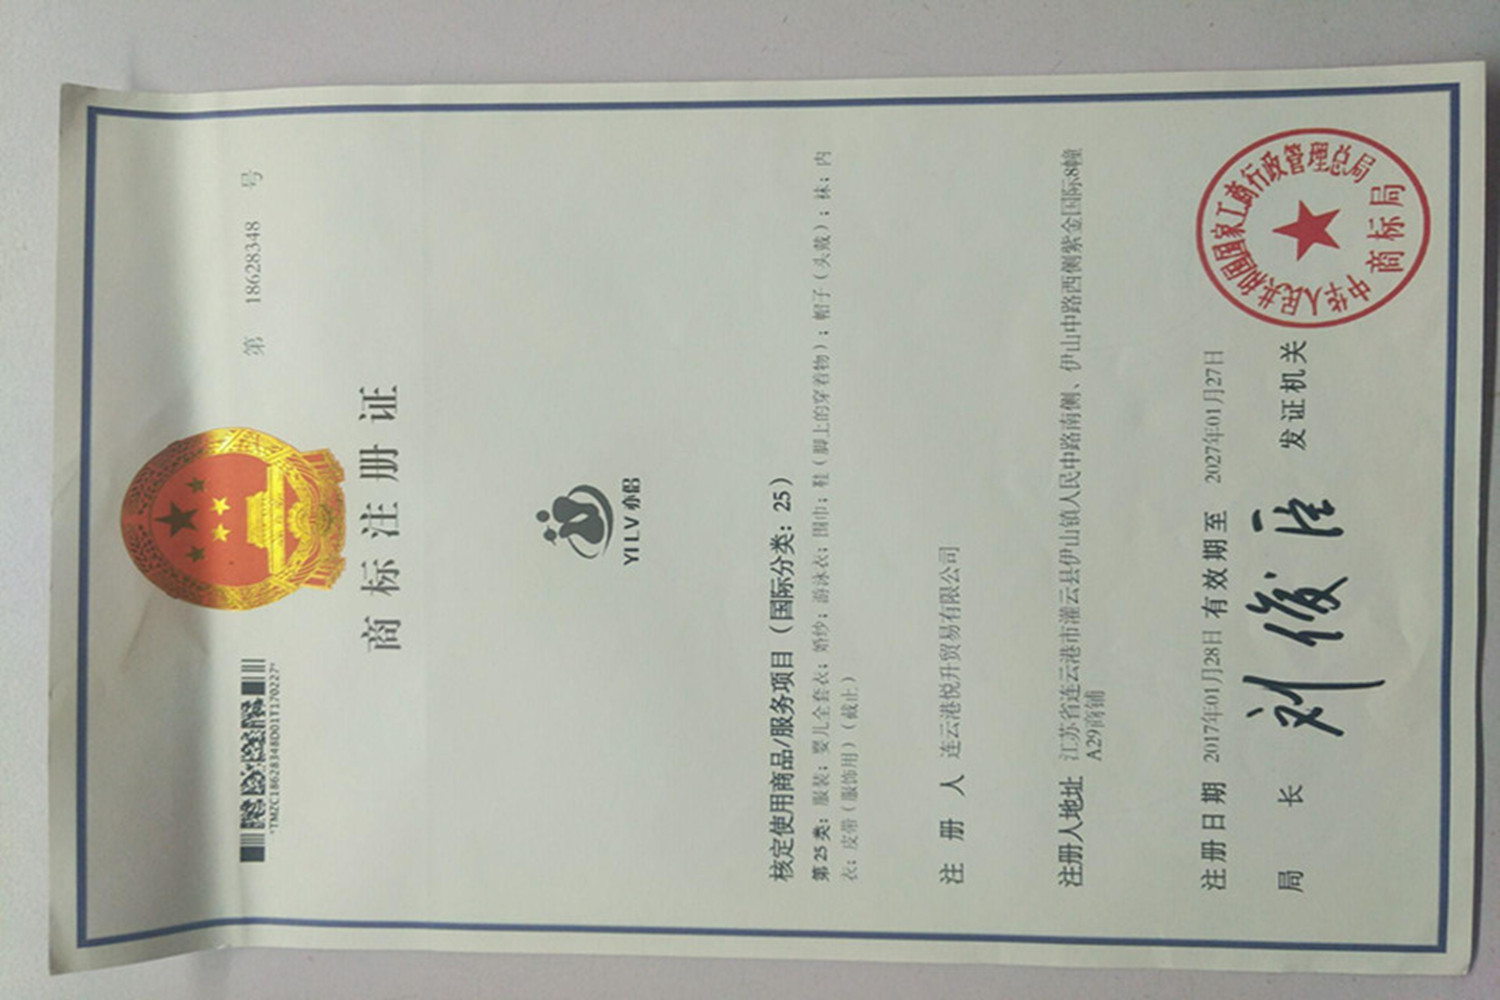 *TMZC18628348D01T170227*
第 18628348 号
商标注册证
YILV亦侣
核定使用商品/服务项目（国际分类：25）
第25类：服装；婴儿全套衣；婚纱；游泳衣；围巾；鞋（脚上的穿着物）；帽子（头戴）；袜；内
衣；皮带（服饰用）（截止）
注册人 连云港悦升贸易有限公司
注册人地址 江苏省连云港市灌云县伊山镇人民中路南侧、伊山中路西侧紫金国际8幢
A29商铺
注册日期 2017年01月28日 有效期至 2027年01月27日
局长 刘俊臣 发证机关
中华人民共和国国家工商行政管理总局
商标局